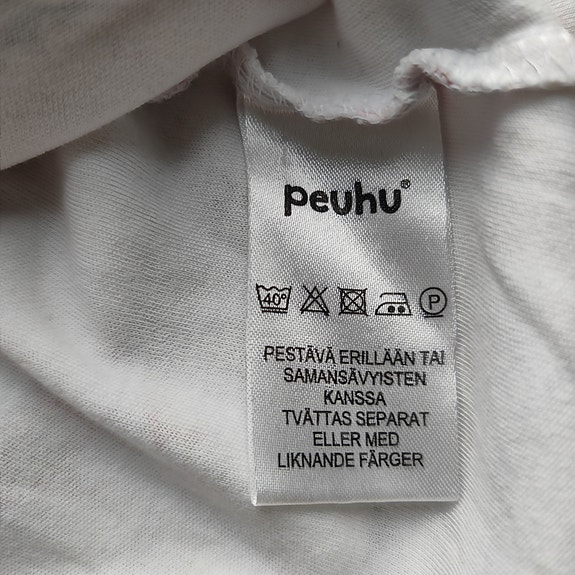 peuhu®
40°
P
PESTÄVÄ ERILLÄÄN TAI
SAMANSÄVYISTEN
KANSSA
TVÄTTAS SEPARAT
ELLER MED
LIKNANDE FÄRGER